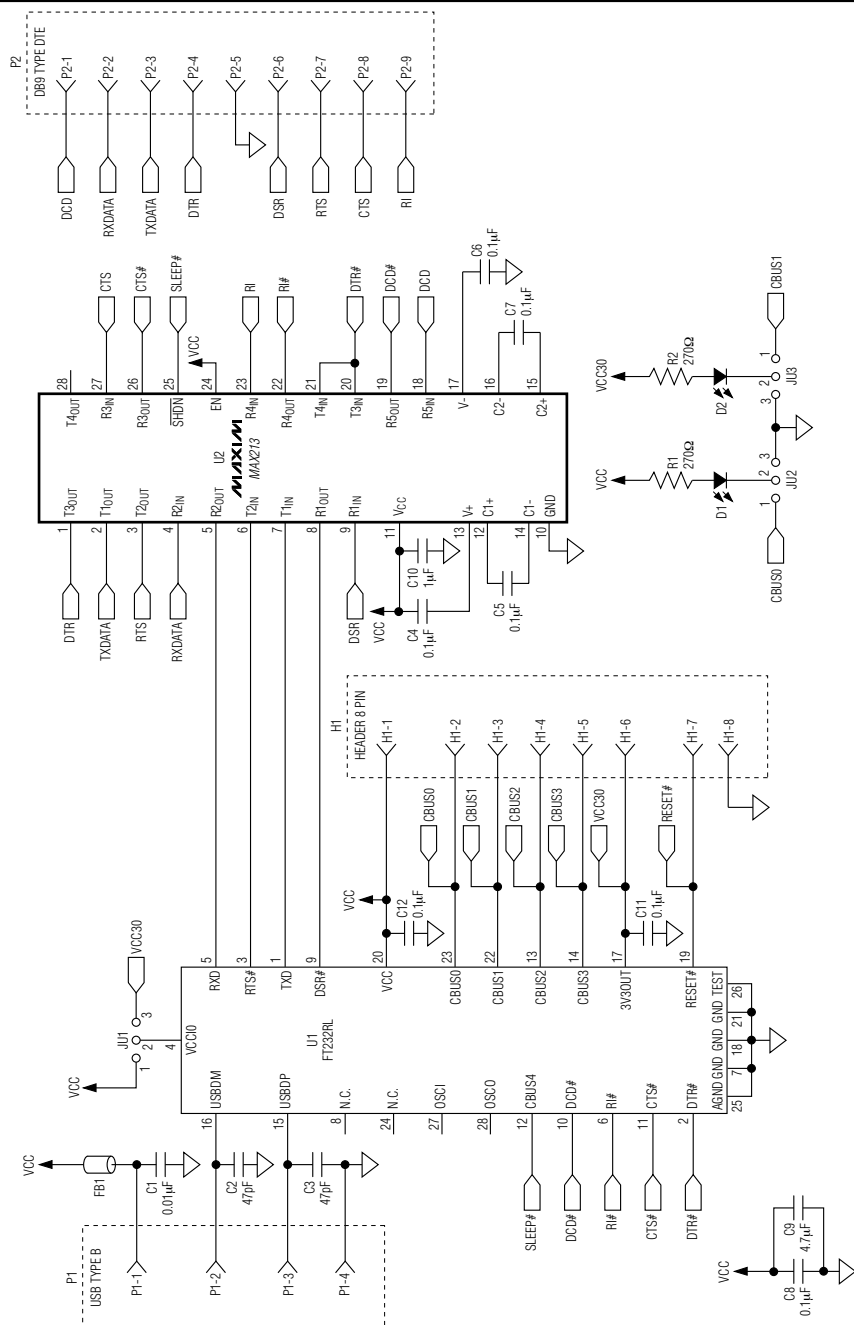 P1
USB TYPE B
P1-1
P1-2
P1-3
P1-4
VCC
FB1
C1
0.01µF
C2
47pF
C3
47pF
VCC
JU1
1
2
3
VCC30
4
VCCIO
16
USBDM
15
USBDP
8
N.C.
24
N.C.
27
OSCI
28
OSCO
12
CBUS4
10
DCD#
6
RI#
11
CTS#
2
DTR#
SLEEP#
DCD#
RI#
CTS#
DTR#
U1
FT232RL
RXD
5
RTS#
3
TXD
1
DSR#
9
VCC
20
CBUS0
23
CBUS1
22
CBUS2
13
CBUS3
14
3V3OUT
17
RESET#
19
AGND GND GND GND TEST
25
7
18
21
26
VCC
C8
0.1µF
C9
4.7µF
VCC
C12
0.1µF
CBUS0
CBUS1
CBUS2
CBUS3
VCC30
C11
0.1µF
RESET#
H1
HEADER 8 PIN
H1-1
H1-2
H1-3
H1-4
H1-5
H1-6
H1-7
H1-8
DTR
TXDATA
RTS
RXDATA
DSR
VCC
C4
0.1µF
C10
1µF
C5
0.1µF
1
T3OUT
2
T1OUT
3
T2OUT
4
R2IN
5
R2OUT
6
T2IN
7
T1IN
8
R1OUT
9
R1IN
11
VCC
13
V+
12
C1+
14
C1-
10
GND
U2
MAXIM
MAX213
T4OUT
28
R3IN
27
R3OUT
26
SHDN
25
EN
24
R4IN
23
R4OUT
22
T4IN
21
T3IN
20
R5OUT
19
R5IN
18
V-
17
C2-
16
C2+
15
CTS
CTS#
SLEEP#
VCC
RI
RI#
DTR#
DCD#
DCD
C6
0.1µF
C7
0.1µF
P2
DB9 TYPE DTE
DCD
P2-1
RXDATA
P2-2
TXDATA
P2-3
DTR
P2-4
P2-5
DSR
P2-6
RTS
P2-7
CTS
P2-8
RI
P2-9
VCC
R1
270Ω
D1
CBUS0
1
2
3
JU2
VCC30
R2
270Ω
D2
3
2
1
JU3
CBUS1